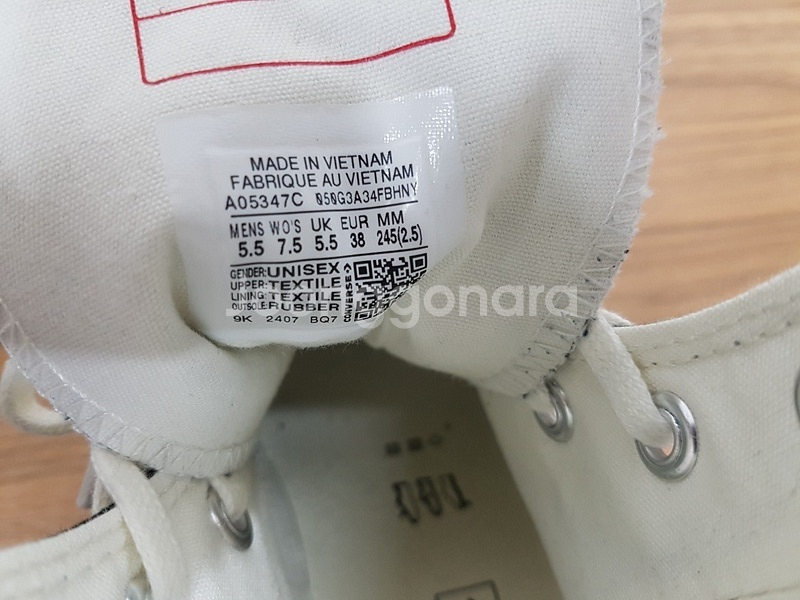 MADE IN VIETNAM
FABRIQUE AU VIETNAM
A05347C 050G3A34FBHNY
MENS WO'S UK EUR MM
5.5 7.5 5.5 38 245(2.5)
GENDER: UNISEX
UPPER: TEXTILE
LINING: TEXTILE
OUTSOLE: RUBBER
9K 2407 BQ7
CONVERSE